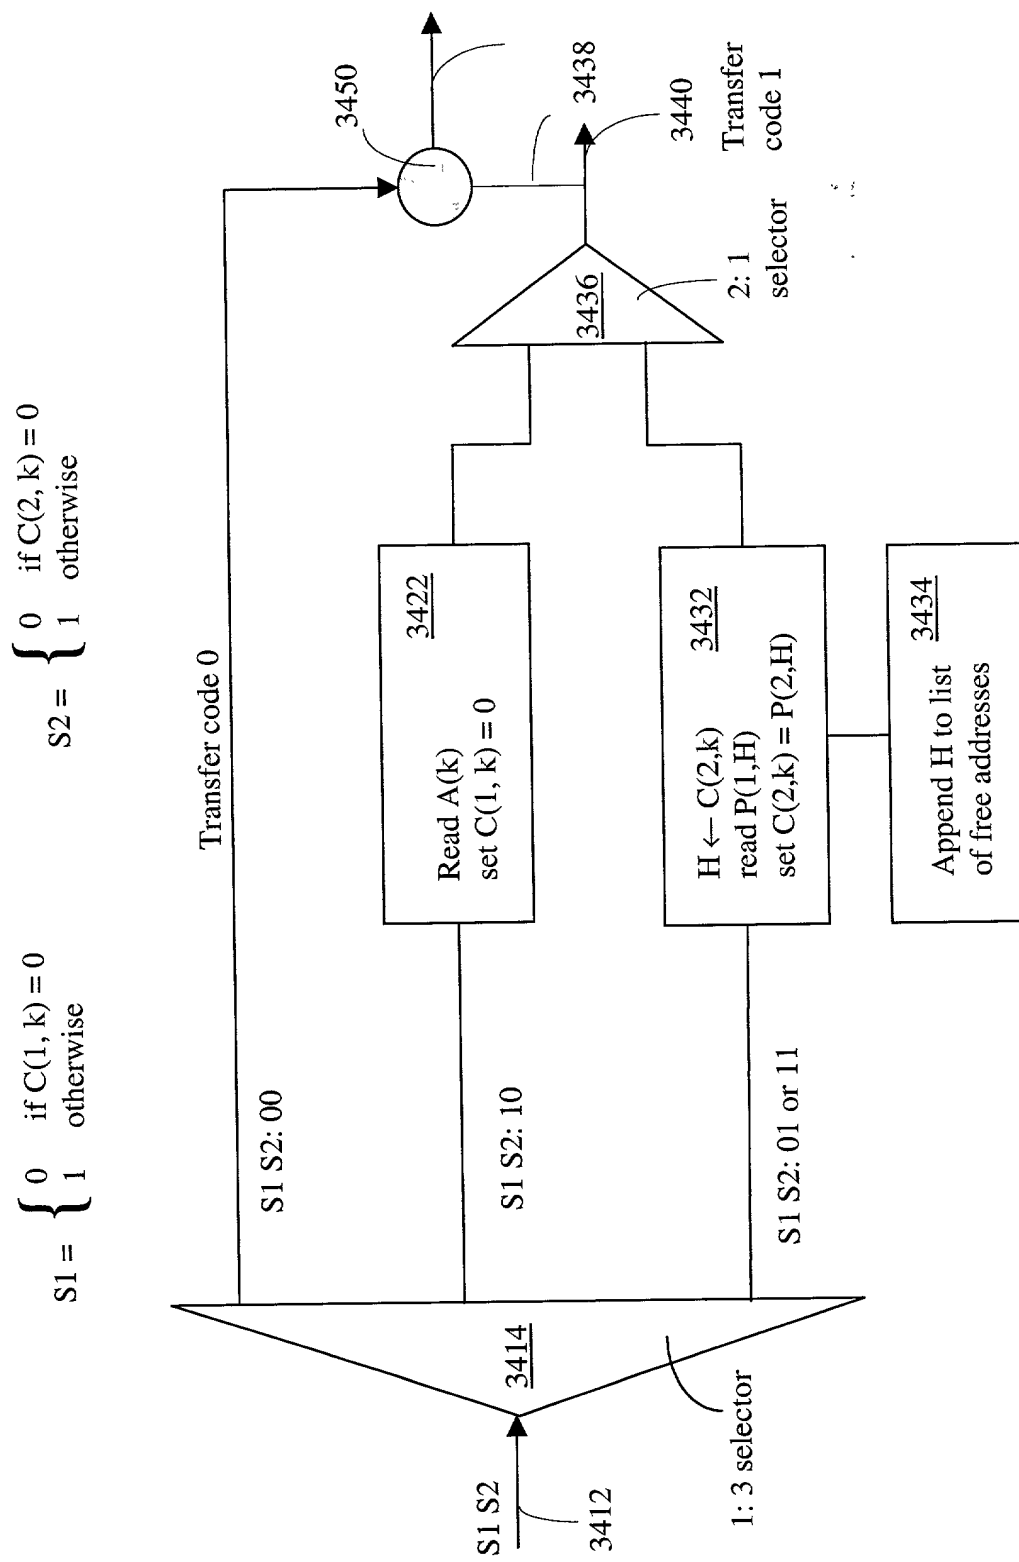 S1 = { 0 if C(1, k) = 0
1 otherwise
S2 = { 0 if C(2, k) = 0
1 otherwise
Transfer code 0
S1 S2: 00
3450
S1 S2
3412
3414
1: 3 selector
S1 S2: 10
Read A(k)
set C(1, k) = 0
3422
S1 S2: 01 or 11
H ← C(2,k)
read P(1,H)
set C(2,k) = P(2,H)
3432
Append H to list
of free addresses
3434
3436
2: 1
selector
3438
3440
Transfer
code 1